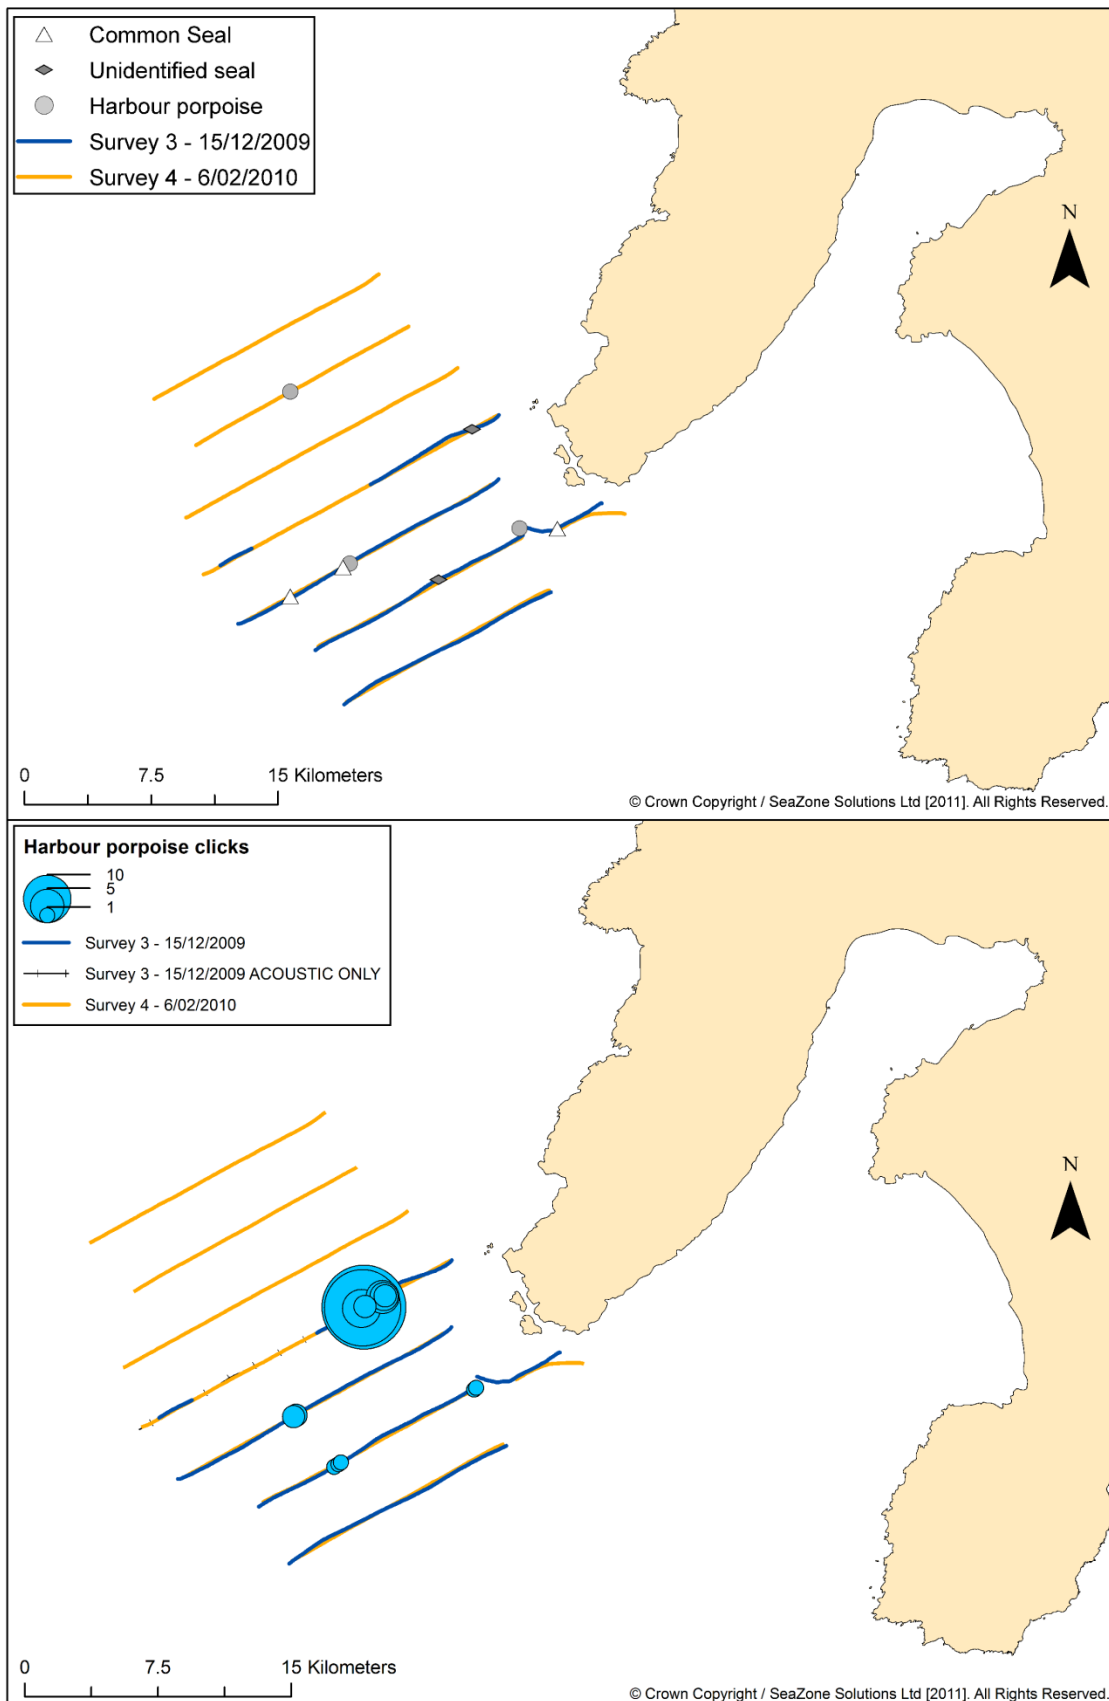 Common Seal
Unidentified seal
Harbour porpoise
Survey 3 - 15/12/2009
Survey 4 - 6/02/2010
N
0 7.5 15 Kilometers
© Crown Copyright / SeaZone Solutions Ltd [2011]. All Rights Reserved.
Harbour porpoise clicks
10
5
1
Survey 3 - 15/12/2009
Survey 3 - 15/12/2009 ACOUSTIC ONLY
Survey 4 - 6/02/2010
N
0 7.5 15 Kilometers
© Crown Copyright / SeaZone Solutions Ltd [2011]. All Rights Reserved.